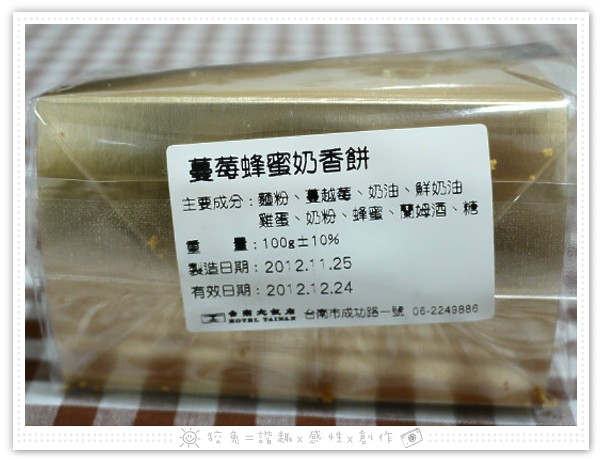 蔓莓蜂蜜奶香餅
主要成分：麵粉、蔓越莓、奶油、鮮奶油
雞蛋、奶粉、蜂蜜、蘭姆酒、糖
重　　量：100g±10%
製造日期：2012.11.25
有效日期：2012.12.24
台南大飯店 HOTEL TAINAN 台南市成功路一號 06-2249886
狡兔=諧趣x感性x創作